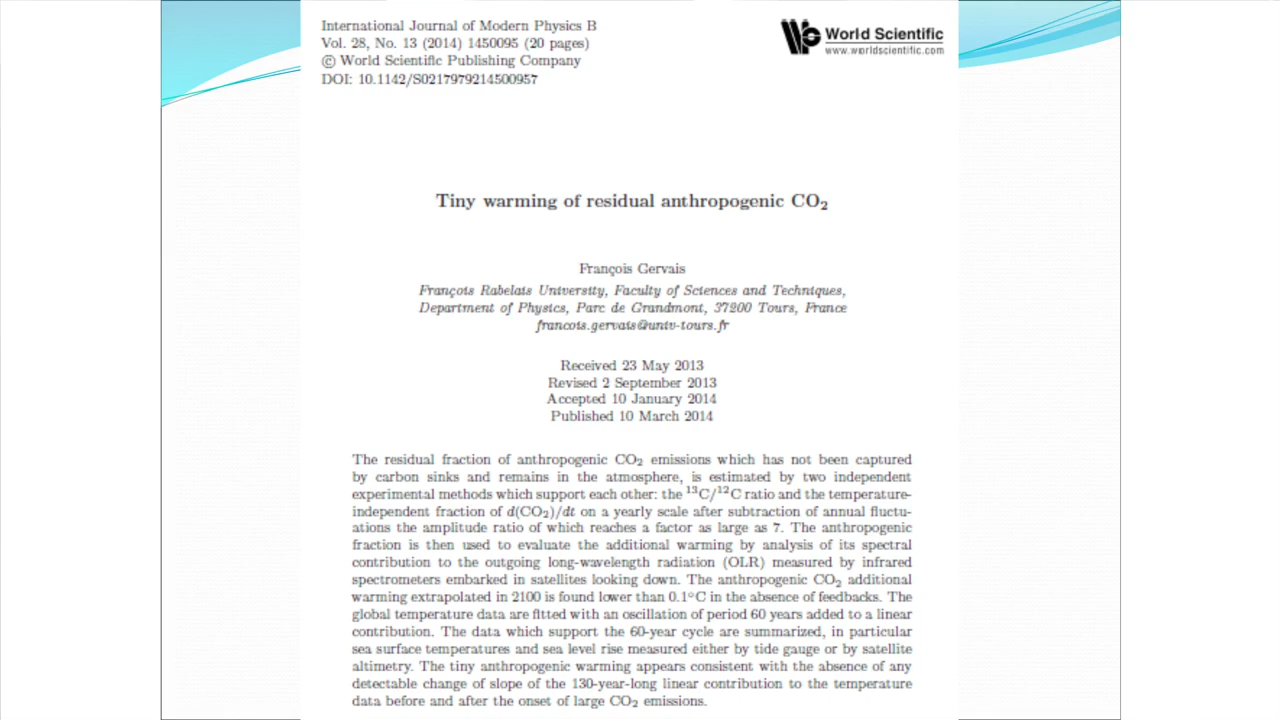 International Journal of Modern Physics B
Vol. 28, No. 13 (2014) 1450095 (20 pages)
© World Scientific Publishing Company
DOI: 10.1142/S0217979214500957
World Scientific
www.worldscientific.com
Tiny warming of residual anthropogenic CO₂
François Gervais
François Rabelais University, Faculty of Sciences and Techniques,
Department of Physics, Parc de Grandmont, 37200 Tours, France
francois.gervais@univ-tours.fr
Received 23 May 2013
Revised 2 September 2013
Accepted 10 January 2014
Published 10 March 2014
The residual fraction of anthropogenic CO₂ emissions which has not been captured
by carbon sinks and remains in the atmosphere, is estimated by two independent
experimental methods which support each other: the ¹³C/¹²C ratio and the temperature-
independent fraction of d(CO₂)/dt on a yearly scale after subtraction of annual fluctu-
ations the amplitude ratio of which reaches a factor as large as 7. The anthropogenic
fraction is then used to evaluate the additional warming by analysis of its spectral
contribution to the outgoing long-wavelength radiation (OLR) measured by infrared
spectrometers embarked in satellites looking down. The anthropogenic CO₂ additional
warming extrapolated in 2100 is found lower than 0.1°C in the absence of feedbacks. The
global temperature data are fitted with an oscillation of period 60 years added to a linear
contribution. The data which support the 60-year cycle are summarized, in particular
sea surface temperatures and sea level rise measured either by tide gauge or by satellite
altimetry. The tiny anthropogenic warming appears consistent with the absence of any
detectable change of slope of the 130-year-long linear contribution to the temperature
data before and after the onset of large CO₂ emissions.